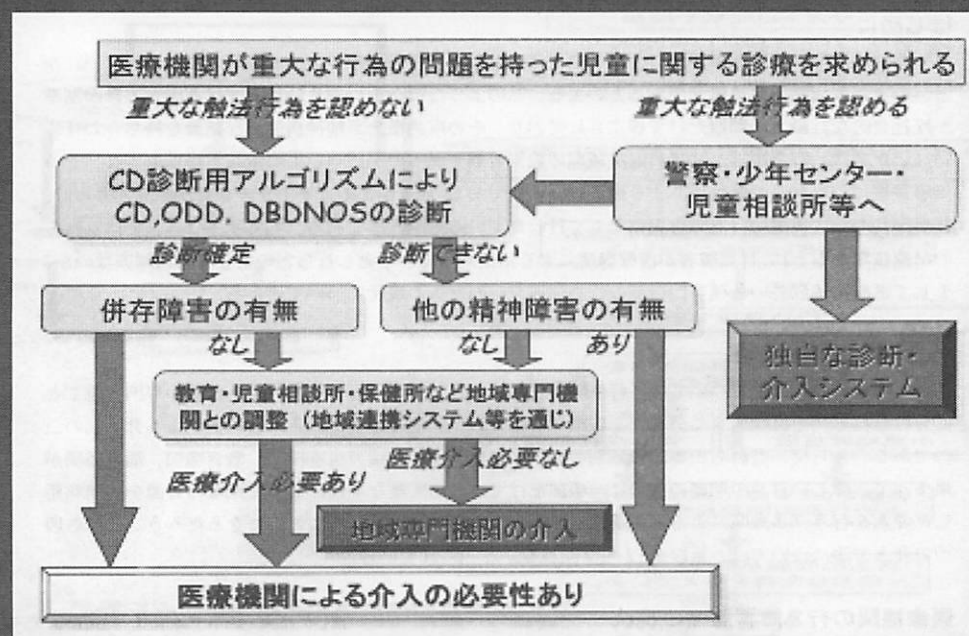 医療機関が重大な行為の問題を持った児童に関する診療を求められる
重大な触法行為を認めない
重大な触法行為を認める
CD診断用アルゴリズムにより
CD,ODD, DBDNOSの診断
警察・少年センター・
児童相談所等へ
診断確定
診断できない
併存障害の有無
他の精神障害の有無
なし
なし
あり
独自な診断・
介入システム
教育・児童相談所・保健所など地域専門機
関との調整（地域連携システム等を通じ）
医療介入必要なし
医療介入必要あり
地域専門機関の介入
医療機関による介入の必要性あり